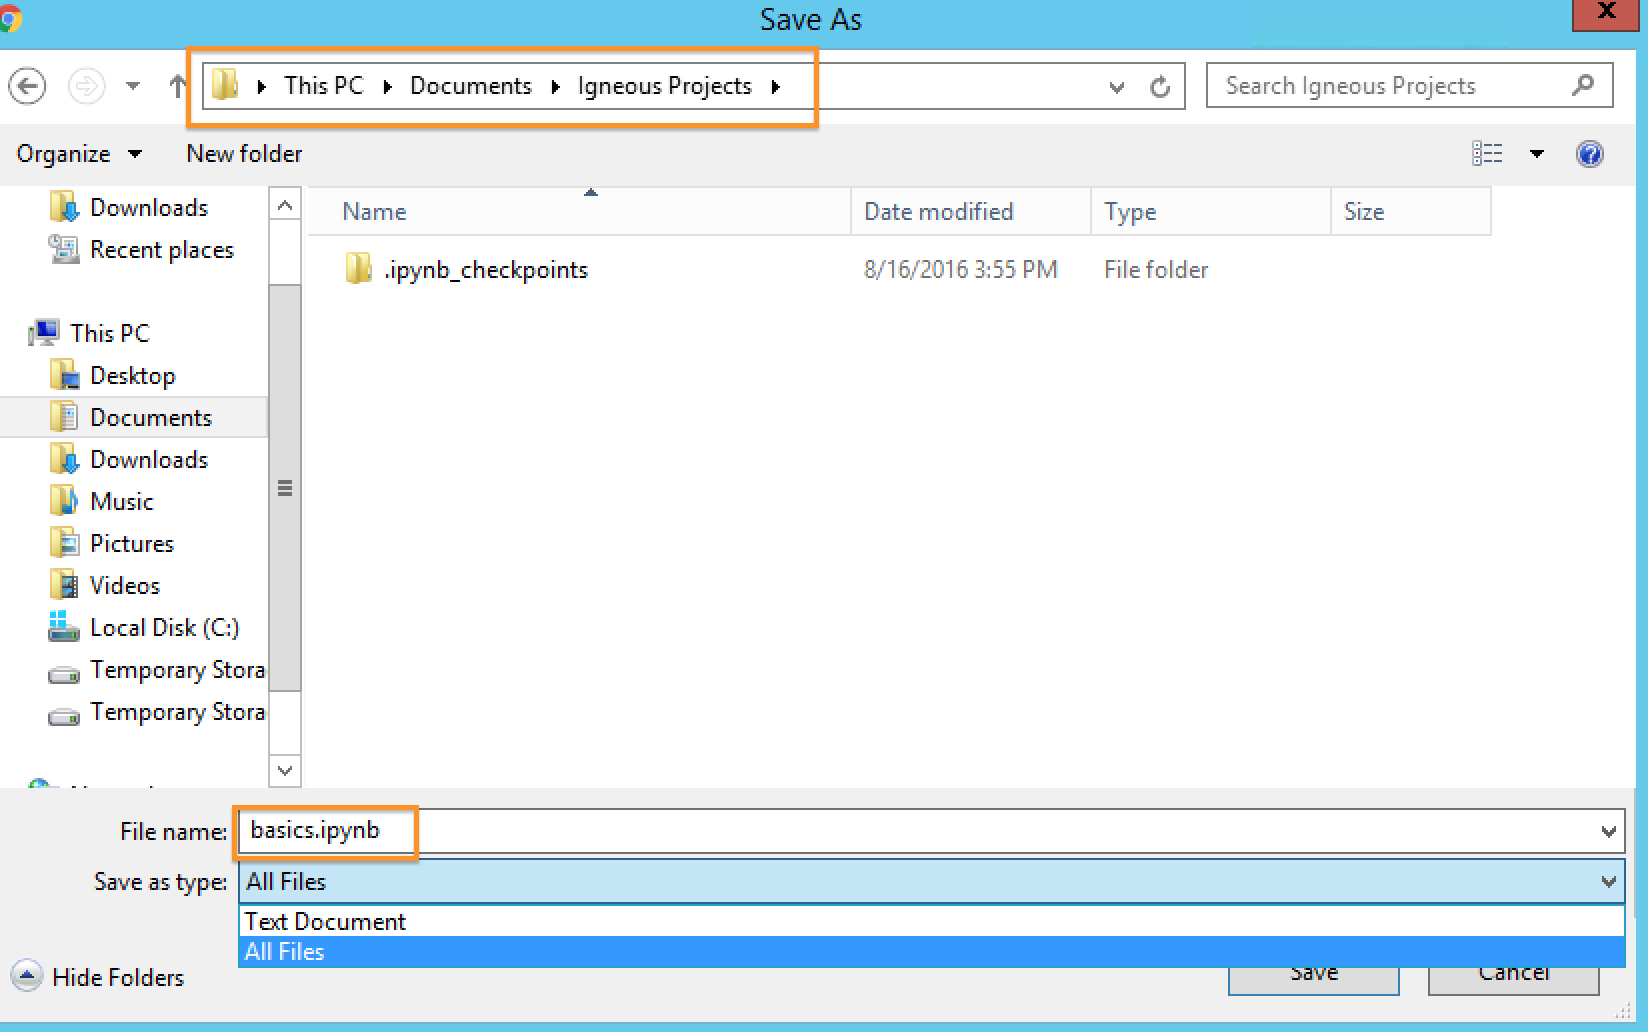 Save As
This PC Documents Igneous Projects
Search Igneous Projects
Organize New folder
Name Date modified Type Size
.ipynb_checkpoints 8/16/2016 3:55 PM File folder
Downloads
Recent places
This PC
Desktop
Documents
Downloads
Music
Pictures
Videos
Local Disk (C:)
Temporary Stora
Temporary Stora
File name: basics.ipynb
Save as type: All Files
Text Document
All Files
Hide Folders
Save Cancel